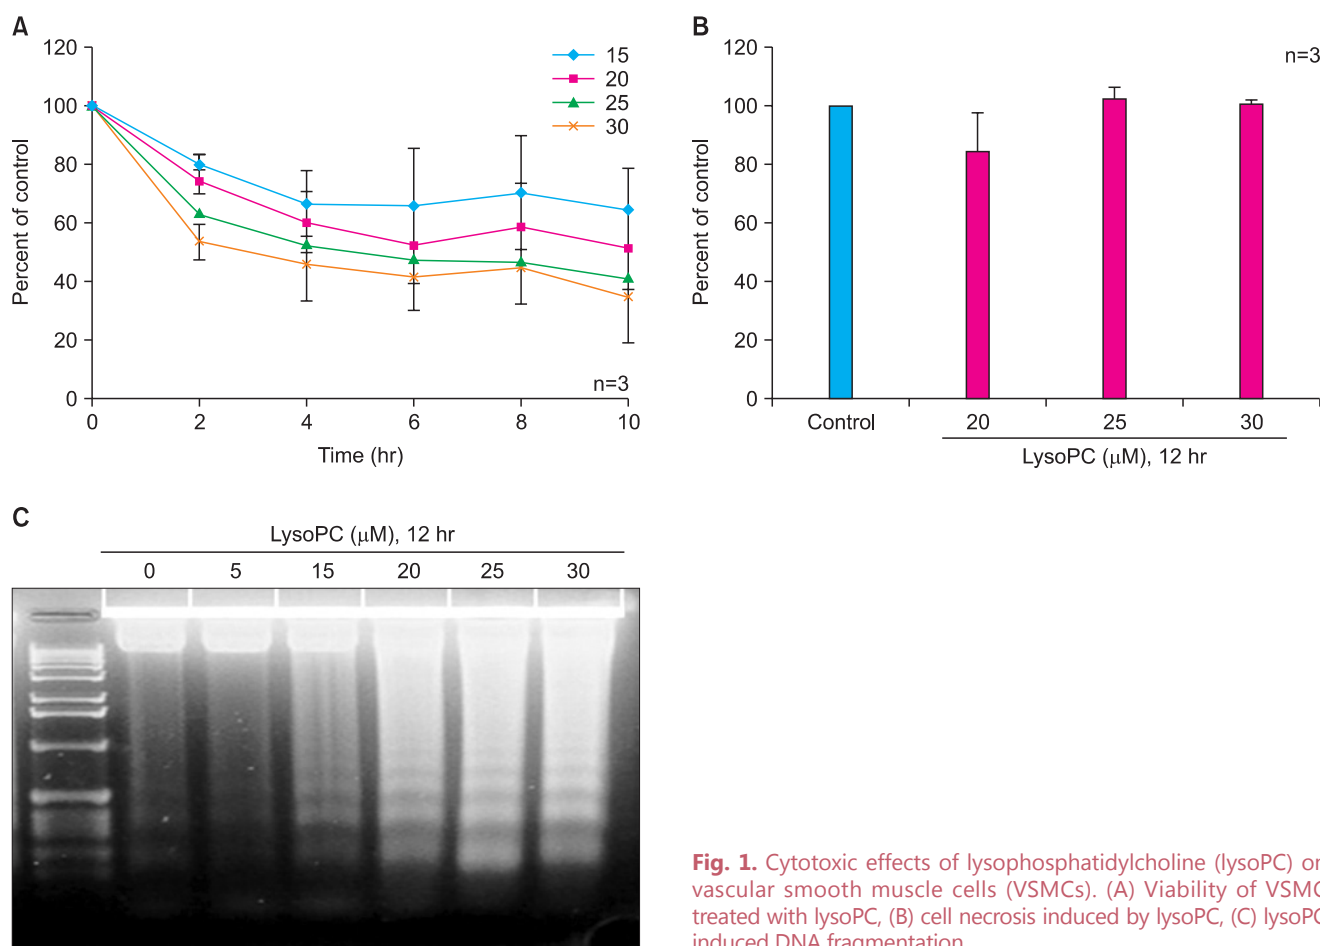 A
120
100
80
60
40
20
0
Percent of control
15
20
25
30
n=3
0 2 4 6 8 10
Time (hr)
B
120
100
80
60
40
20
0
Percent of control
n=3
Control 20 25 30
LysoPC (μM), 12 hr
C
LysoPC (μM), 12 hr
0 5 15 20 25 30
Fig. 1. Cytotoxic effects of lysophosphatidylcholine (lysoPC) on
vascular smooth muscle cells (VSMCs). (A) Viability of VSMC
treated with lysoPC, (B) cell necrosis induced by lysoPC, (C) lysoPC
induced DNA fragmentation